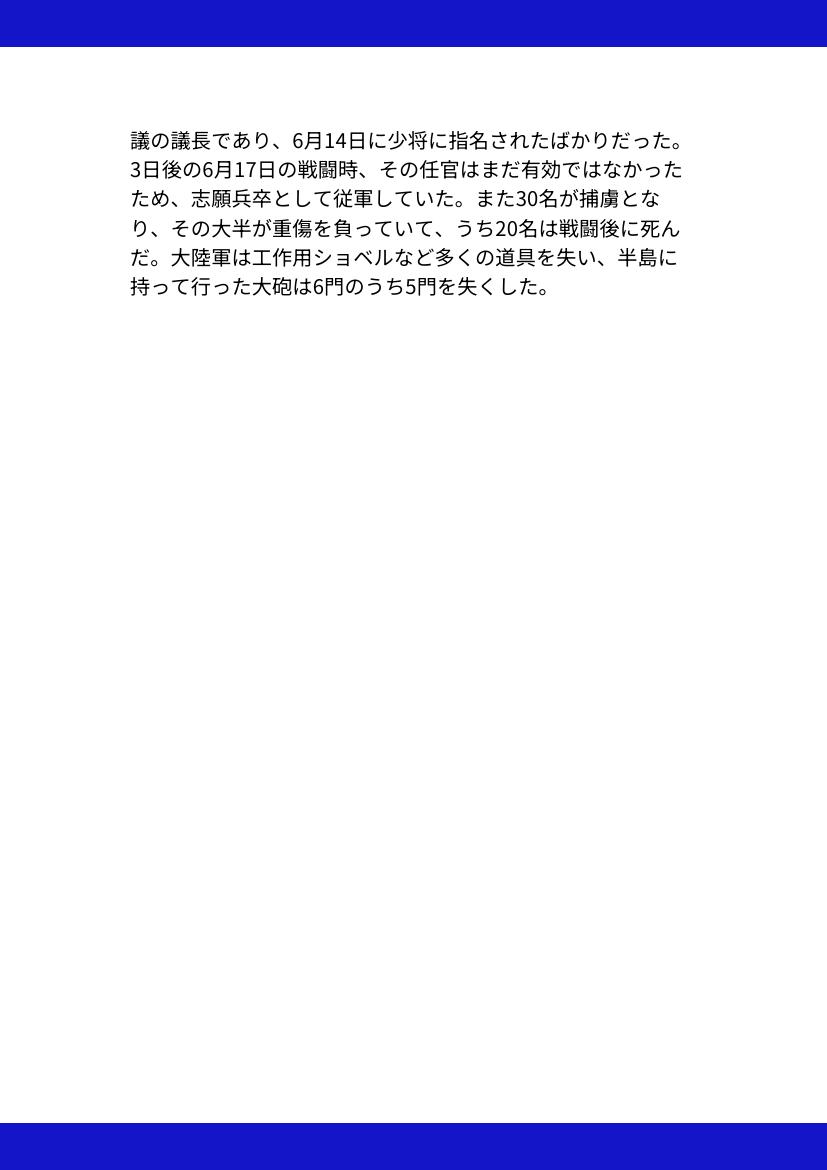 議の議長であり、6月14日に少将に指名されたばかりだった。
3日後の6月17日の戦闘時、その任官はまだ有効ではなかった
ため、志願兵卒として従軍していた。また30名が捕虜とな
り、その大半が重傷を負っていて、うち20名は戦闘後に死ん
だ。大陸軍は工作用ショベルなど多くの道具を失い、半島に
持って行った大砲は6門のうち5門を失くした。